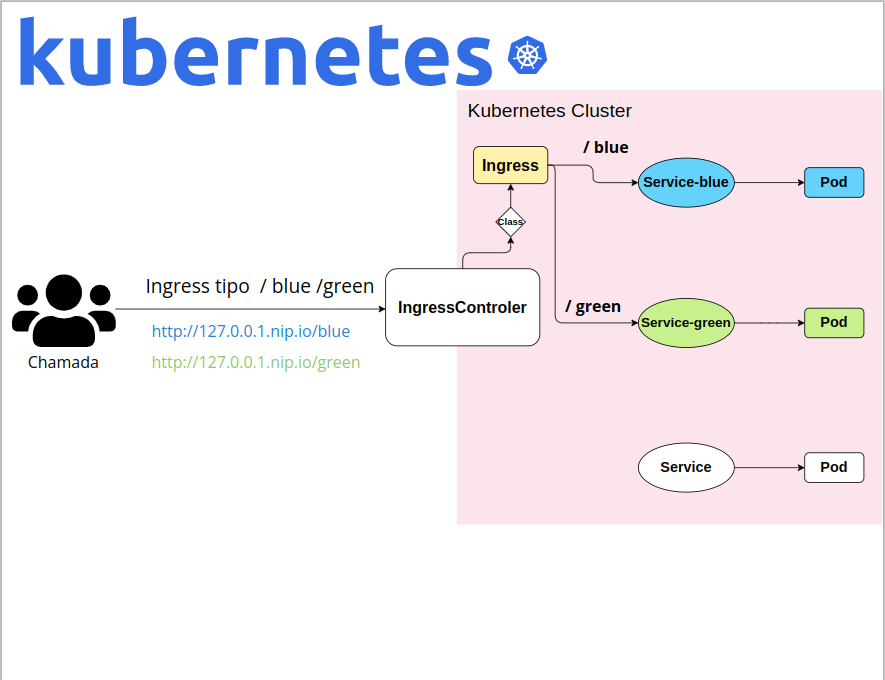 kubernetes
Kubernetes Cluster
/ blue
Ingress
Service-blue
Pod
Class
Ingress tipo / blue /green
IngressControler
http://127.0.0.1.nip.io/blue
http://127.0.0.1.nip.io/green
Chamada
/ green
Service-green
Pod
Service
Pod